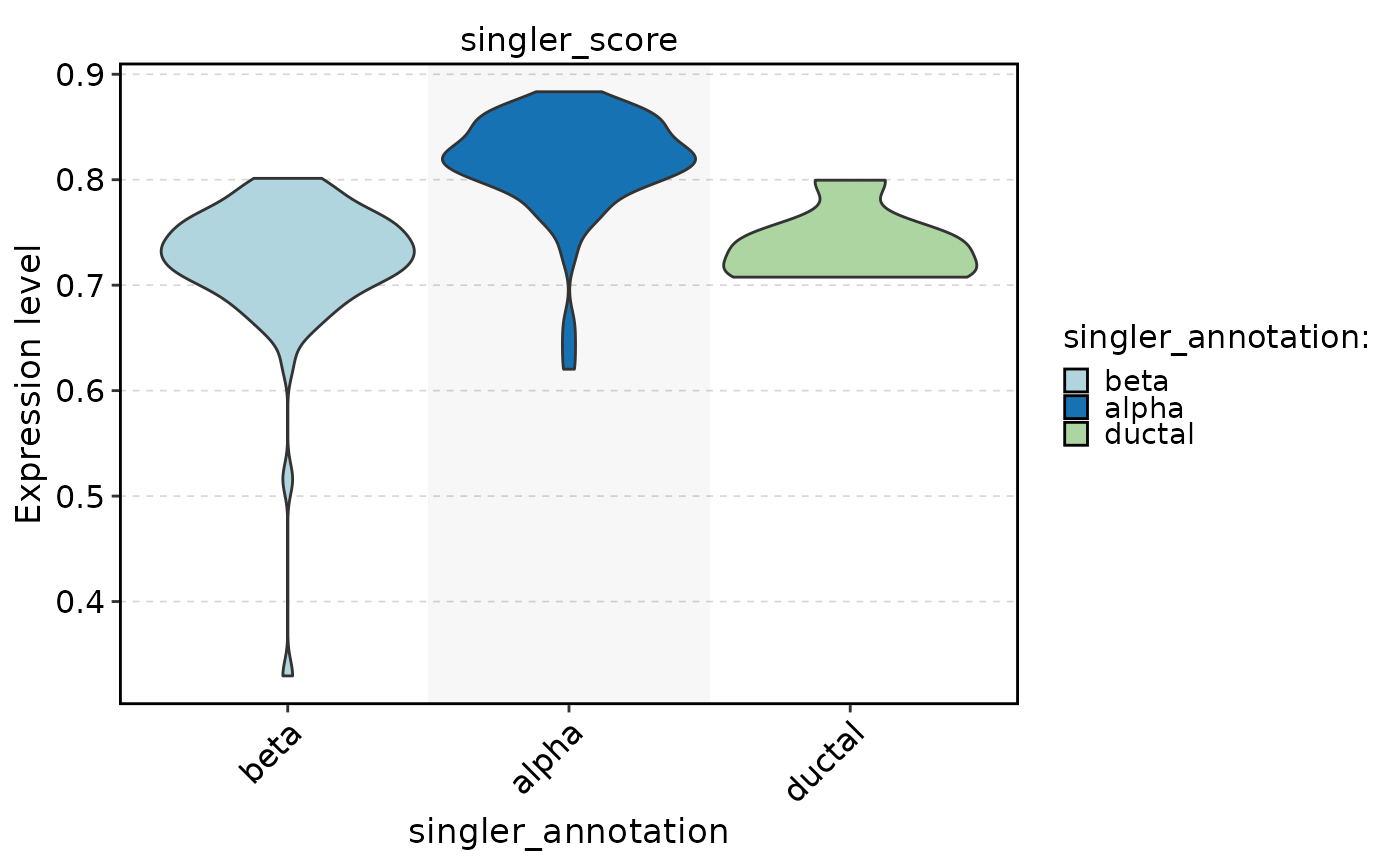 singler_score
Expression level
0.9
0.8
0.7
0.6
0.5
0.4
beta
alpha
ductal
singler_annotation
singler_annotation:
beta
alpha
ductal